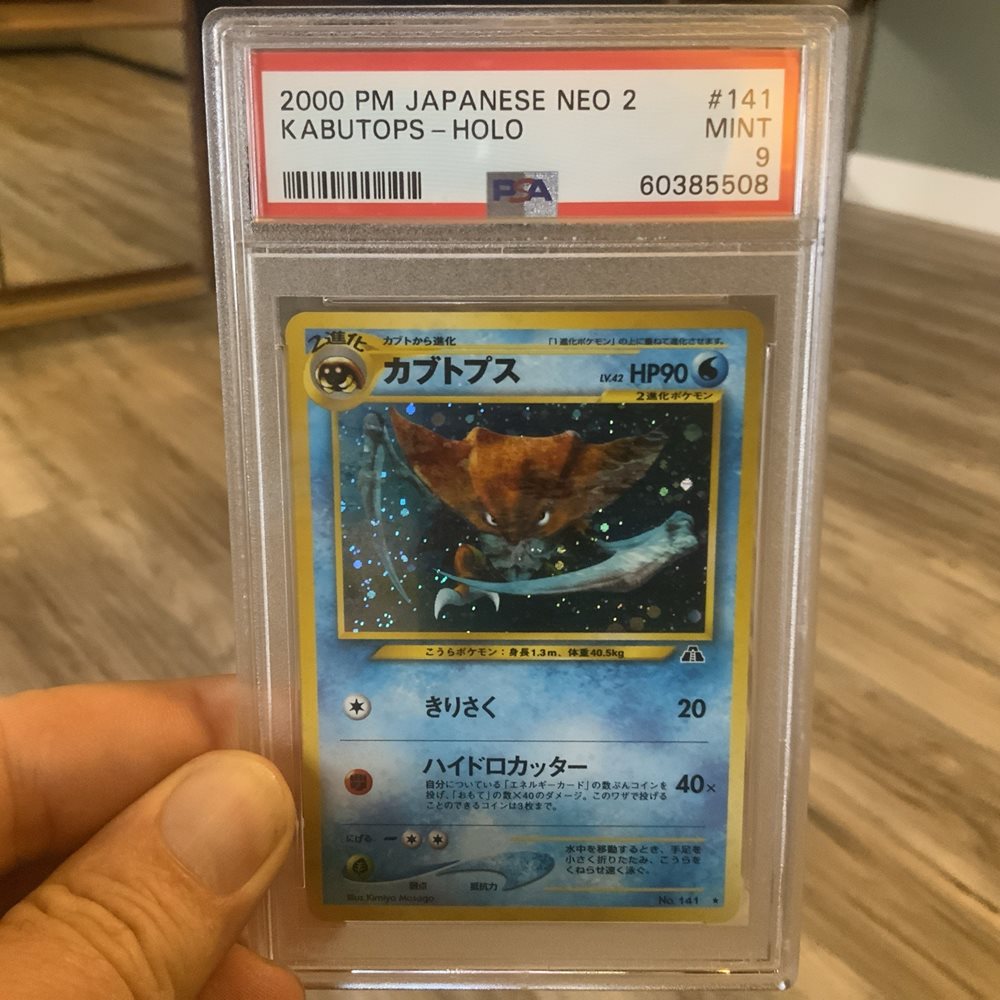 2000 PM JAPANESE NEO 2 #141
KABUTOPS - HOLO MINT
9
PSA 60385508
2進化 カブトから進化 「1進化ポケモン」の上に重ねて進化させます。
カブトプス LV.42 HP90
2進化ポケモン
こうらポケモン：身長1.3m、体重40.5kg
きりさく 20
ハイドロカッター
自分についている「エネルギーカード」の数ぶんコインを
投げ、「おもて」の数×40のダメージ。このワザで投げる 40×
ことのできるコインは3枚まで。
にげる
水中を移動するとき、手足を
小さく折りたたみ、こうらを
くねらせ速く泳ぐ。
弱点 抵抗力
Illus. Kimiya Masago No. 141 ★